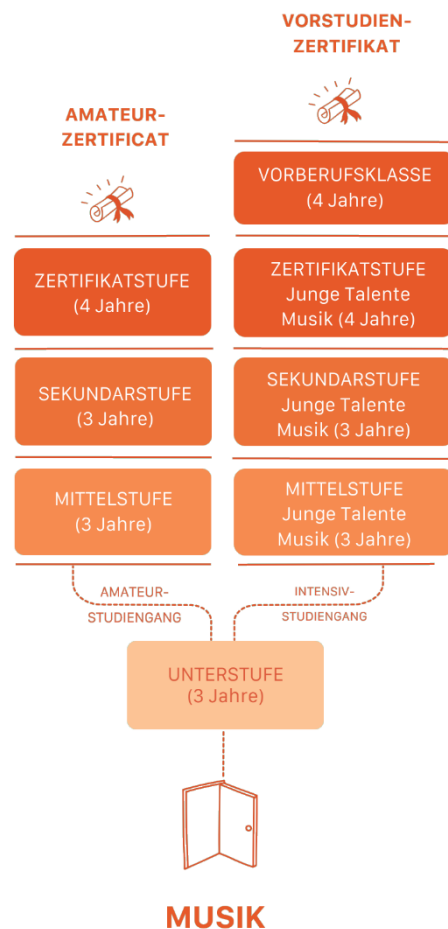 VORSTUDIEN-
ZERTIFIKAT
AMATEUR-
ZERTIFICAT
VORBERUFSKLASSE
(4 Jahre)
ZERTIFIKATSTUFE
(4 Jahre)
ZERTIFIKATSTUFE
Junge Talente
Musik (4 Jahre)
SEKUNDARSTUFE
(3 Jahre)
SEKUNDARSTUFE
Junge Talente
Musik (3 Jahre)
MITTELSTUFE
(3 Jahre)
MITTELSTUFE
Junge Talente
Musik (3 Jahre)
AMATEUR-
STUDIENGANG
INTENSIV-
STUDIENGANG
UNTERSTUFE
(3 Jahre)
MUSIK